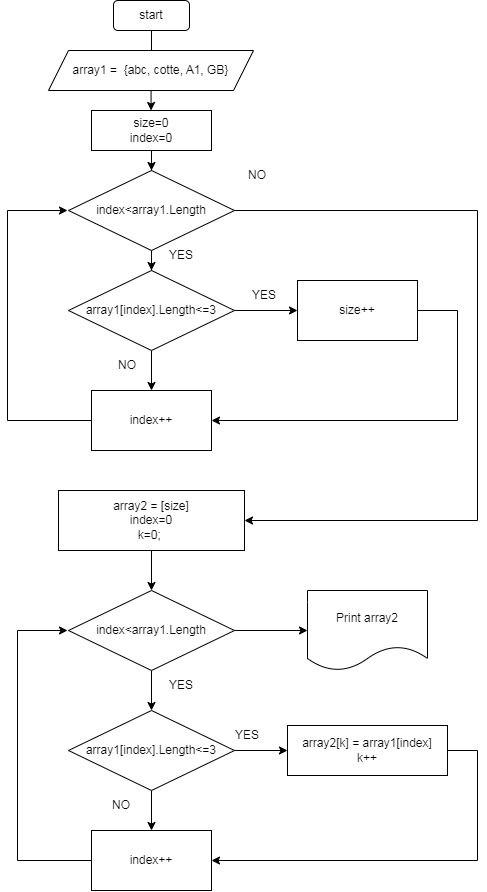 start
array1 =  {abc, cotte, A1, GB}
size=0
index=0
NO
index<array1.Length
YES
array1[index].Length<=3
YES
size++
NO
index++
array2 = [size]
index=0
k=0;
index<array1.Length
Print array2
YES
array1[index].Length<=3
YES
array2[k] = array1[index]
k++
NO
index++